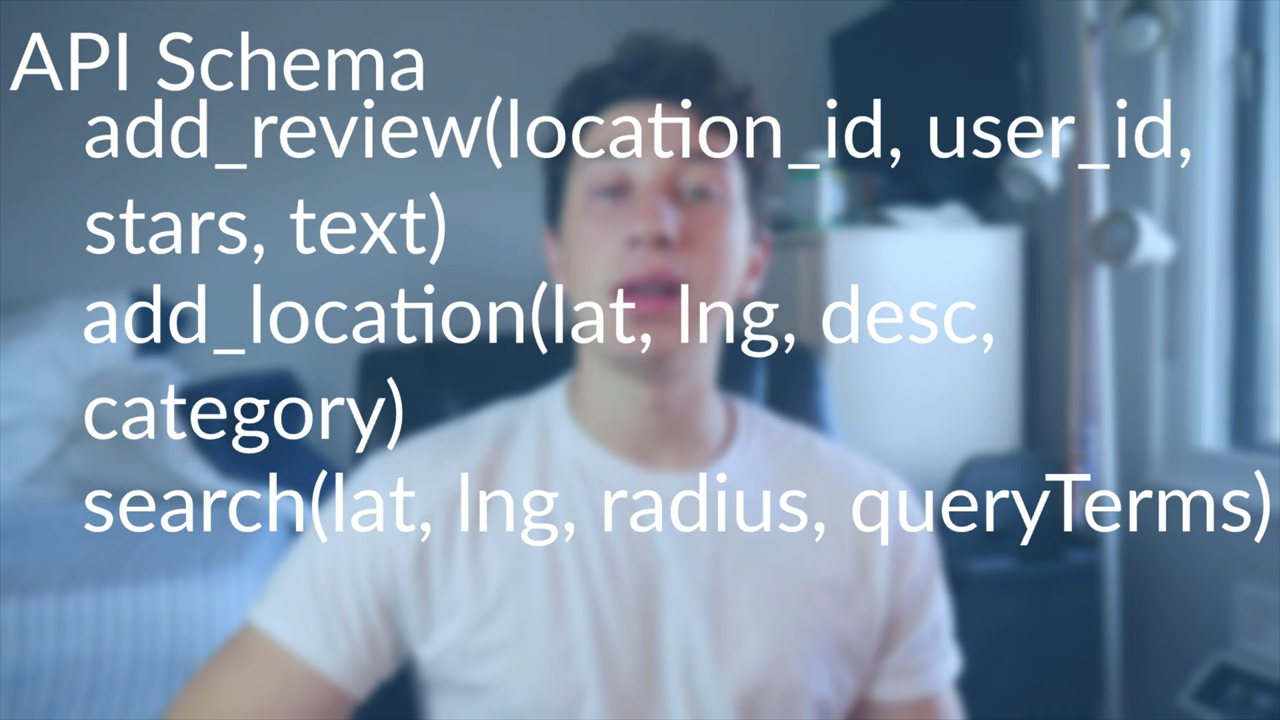 API Schema
add_review(location_id, user_id,
stars, text)
add_location(lat, lng, desc,
category)
search(lat, lng, radius, queryTerms)